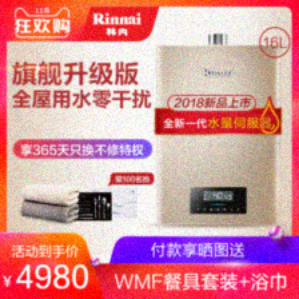 11月
狂欢购
Rinnai
林内
16L
旗舰升级版
全屋用水零干扰
2018新品上市
全新一代水量伺服器
享365天只换不修特权
活动价
付款享晒图送
¥4980
WMF餐具套装+浴巾